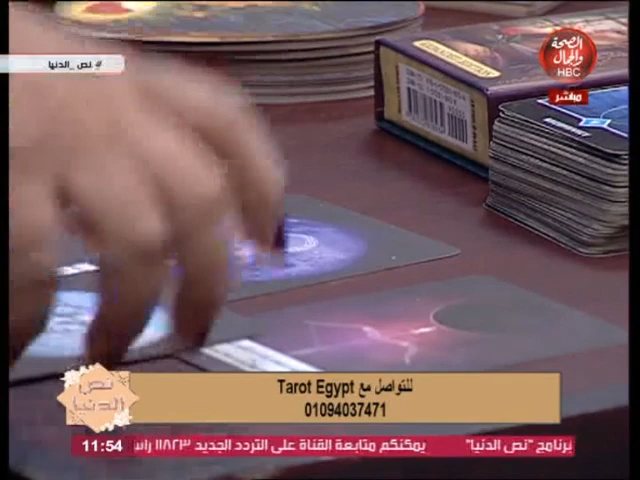 #نص_الدنيا
الصحة
والجمال
HBC
مباشر
نص
الدنيا
للتواصل مع Tarot Egypt
01094037471
11:54
برنامج "نص الدنيا" يمكنكم متابعة القناة على التردد الجديد ١١٨٢٣ راس